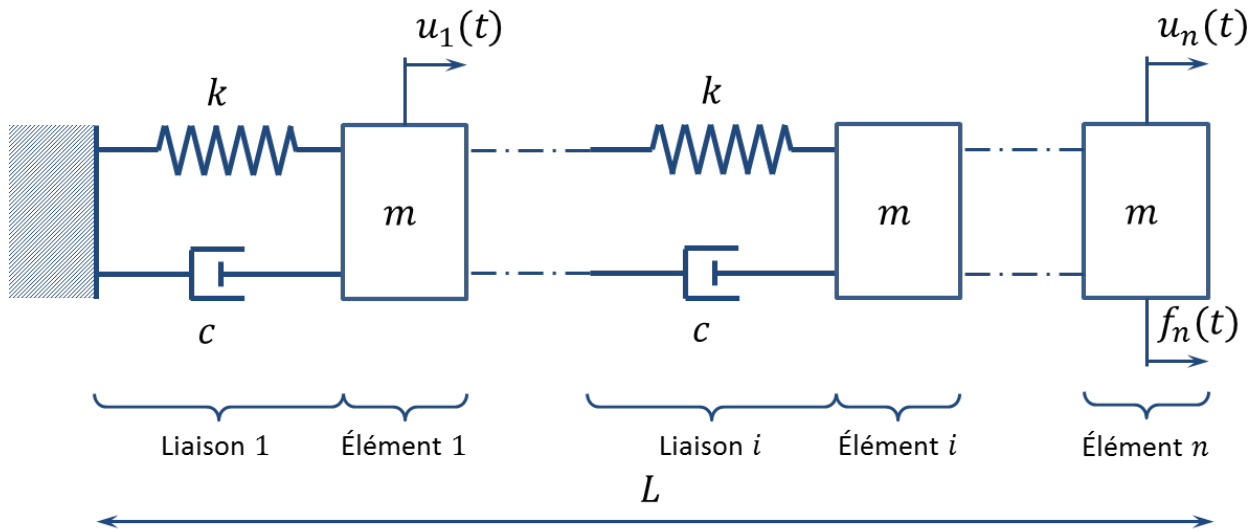 u₁(t)
uₙ(t)
k
k
m
m
m
c
c
fₙ(t)
Liaison 1
Élément 1
Liaison i
Élément i
Élément n
L